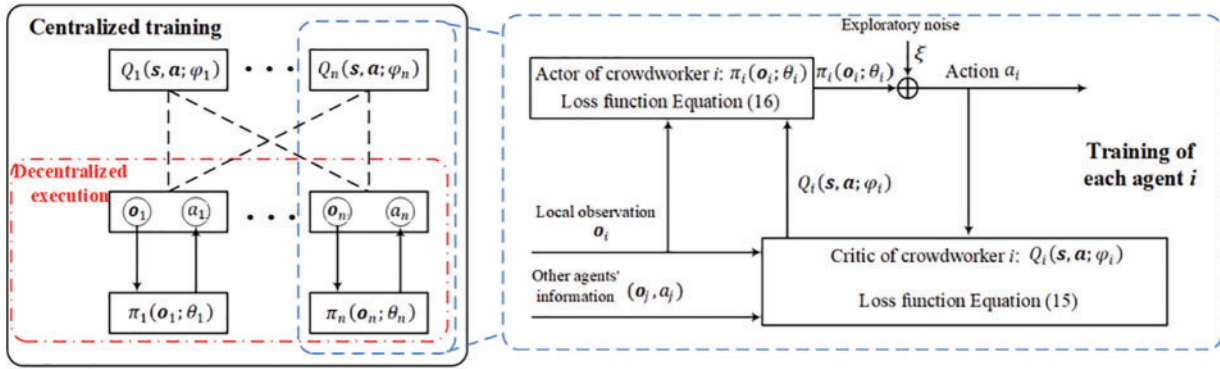 Centralized training
Q₁(s, a; φ₁) • • • Qₙ(s, a; φₙ)
Decentralized
execution
o₁ a₁ • • • oₙ aₙ
π₁(o₁; θ₁) πₙ(oₙ; θₙ)
Exploratory noise
ξ
Actor of crowdworker i: πᵢ(oᵢ; θᵢ)
Loss function Equation (16)
πᵢ(oᵢ; θᵢ)
Action aᵢ
Training of
each agent i
Qᵢ(s, a; φᵢ)
Local observation
oᵢ
Other agents'
information (oⱼ, aⱼ)
Critic of crowdworker i: Qᵢ(s, a; φᵢ)
Loss function Equation (15)